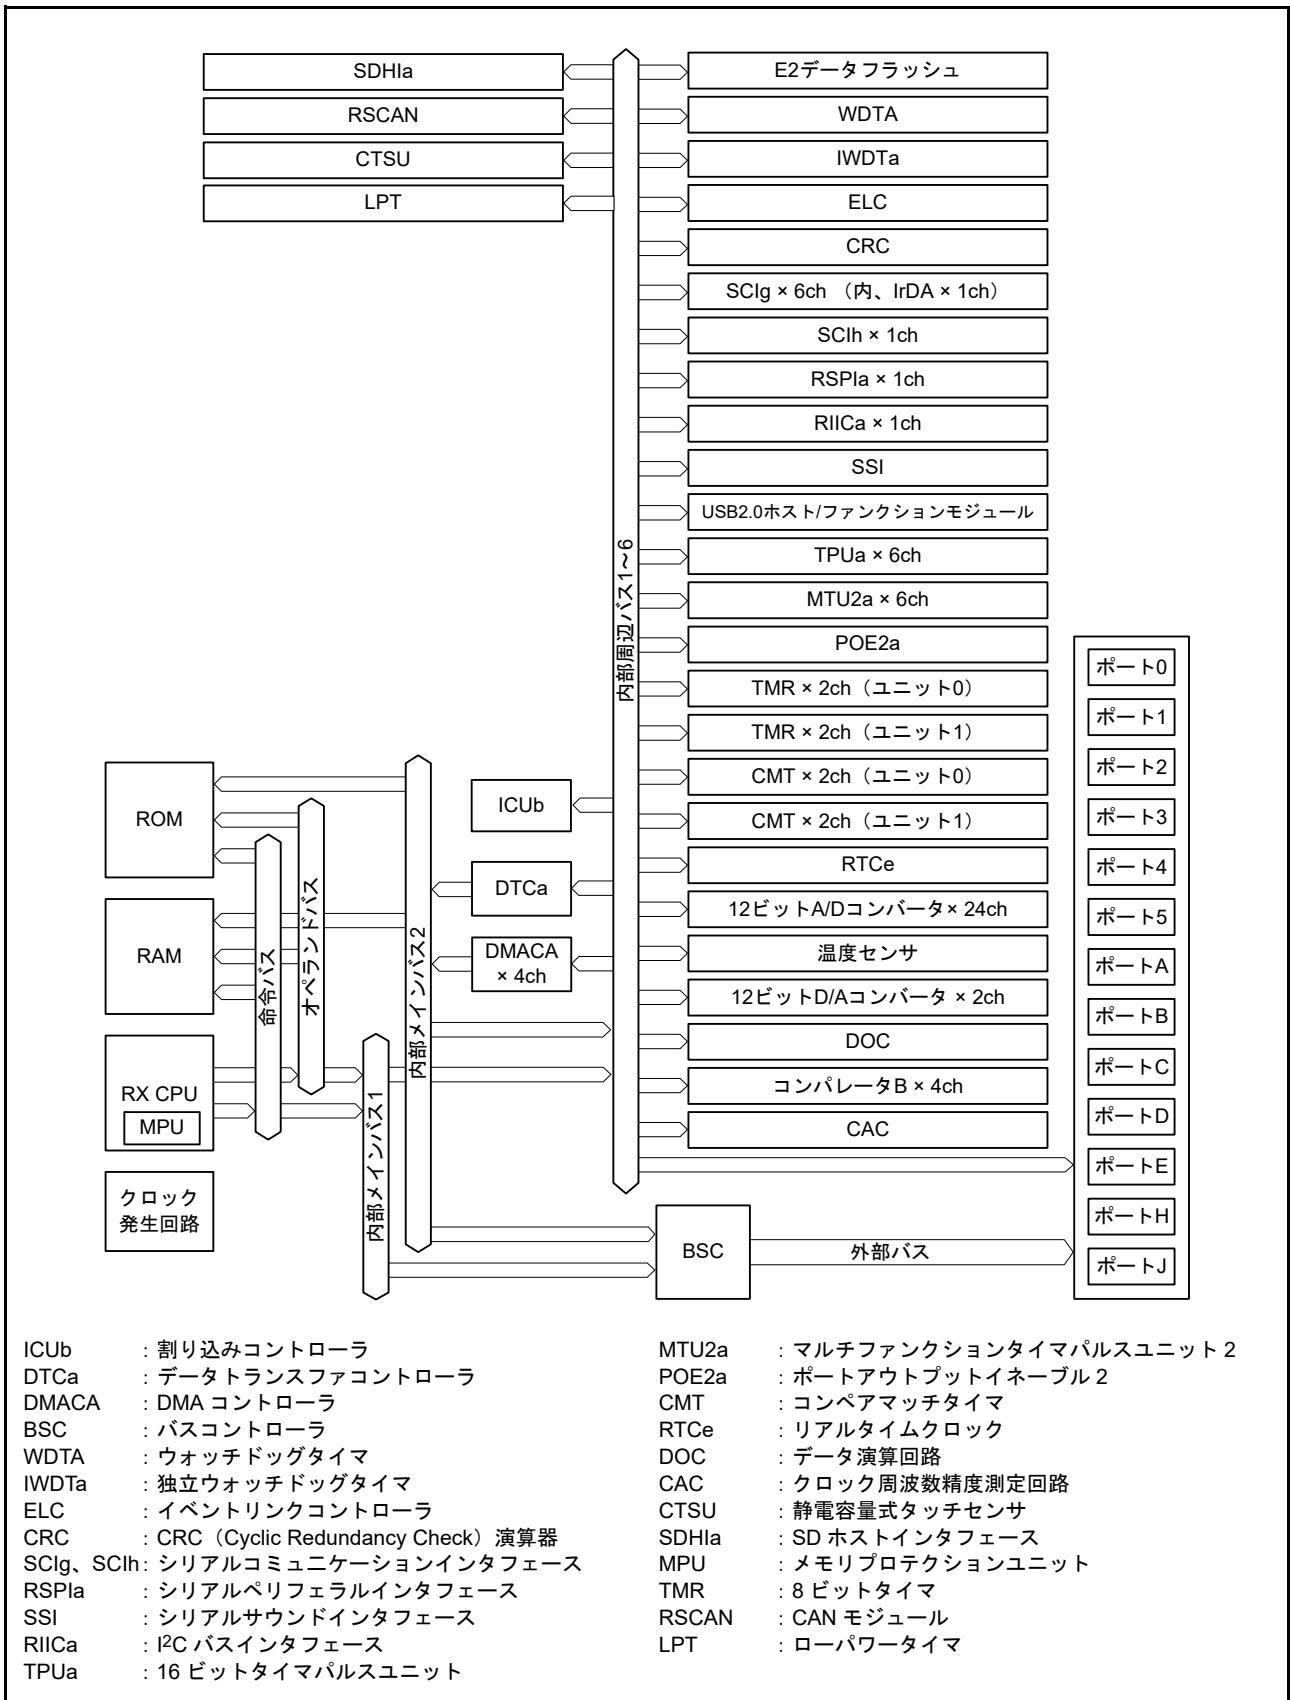 SDHIa
RSCAN
CTSU
LPT
E2データフラッシュ
WDTA
IWDTa
ELC
CRC
SCIg × 6ch （内、IrDA × 1ch）
SCIh × 1ch
RSPIa × 1ch
RIICa × 1ch
SSI
USB2.0ホスト/ファンクションモジュール
TPUa × 6ch
MTU2a × 6ch
POE2a
TMR × 2ch（ユニット0）
TMR × 2ch（ユニット1）
CMT × 2ch（ユニット0）
CMT × 2ch（ユニット1）
RTCe
12ビットA/Dコンバータ× 24ch
温度センサ
12ビットD/Aコンバータ × 2ch
DOC
コンパレータB × 4ch
CAC
内部周辺バス1～6
ROM
RAM
RX CPU
MPU
クロック
発生回路
命令バス
オペランドバス
内部メインバス1
内部メインバス2
ICUb
DTCa
DMACA
× 4ch
BSC
外部バス
ポート0
ポート1
ポート2
ポート3
ポート4
ポート5
ポートA
ポートB
ポートC
ポートD
ポートE
ポートH
ポートJ
ICUb : 割り込みコントローラ
DTCa : データトランスファコントローラ
DMACA : DMA コントローラ
BSC : バスコントローラ
WDTA : ウォッチドッグタイマ
IWDTa : 独立ウォッチドッグタイマ
ELC : イベントリンクコントローラ
CRC : CRC（Cyclic Redundancy Check）演算器
SCIg、SCIh : シリアルコミュニケーションインタフェース
RSPIa : シリアルペリフェラルインタフェース
SSI : シリアルサウンドインタフェース
RIICa : I2C バスインタフェース
TPUa : 16 ビットタイマパルスユニット
MTU2a : マルチファンクションタイマパルスユニット 2
POE2a : ポートアウトプットイネーブル 2
CMT : コンペアマッチタイマ
RTCe : リアルタイムクロック
DOC : データ演算回路
CAC : クロック周波数精度測定回路
CTSU : 静電容量式タッチセンサ
SDHIa : SD ホストインタフェース
MPU : メモリプロテクションユニット
TMR : 8 ビットタイマ
RSCAN : CAN モジュール
LPT : ローパワータイマ